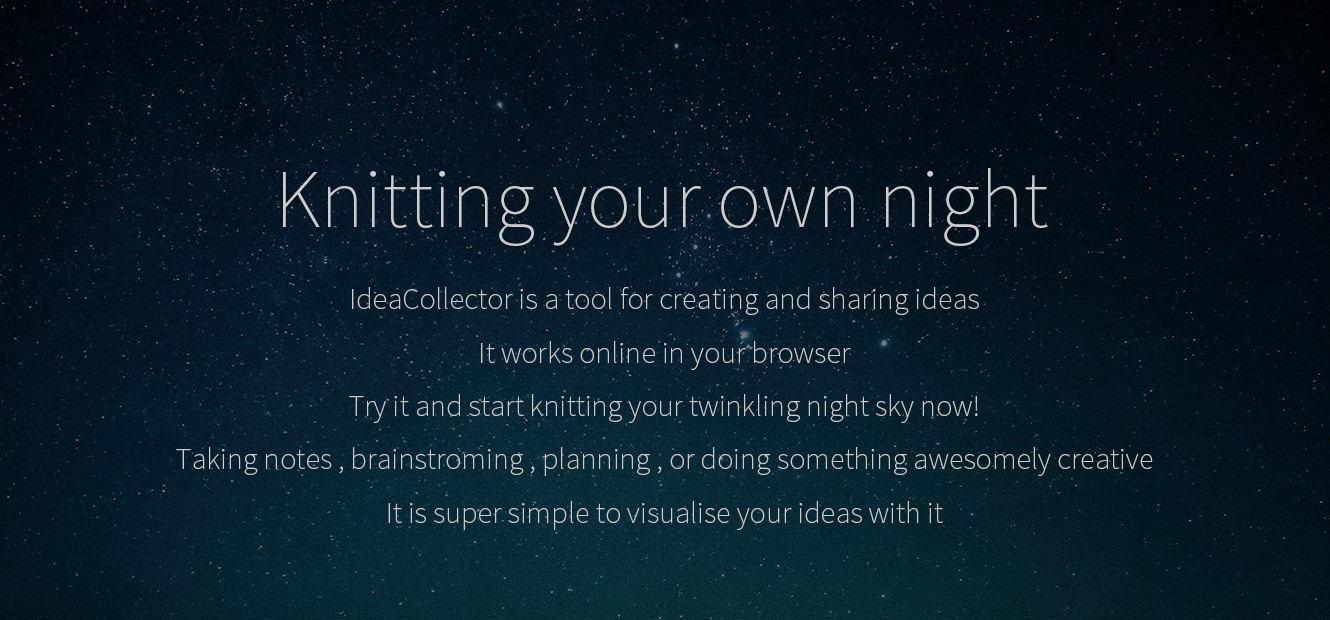 Knitting your own night
IdeaCollector is a tool for creating and sharing ideas
It works online in your browser
Try it and start knitting your twinkling night sky now!
Taking notes , brainstroming , planning , or doing something awesomely creative
It is super simple to visualise your ideas with it